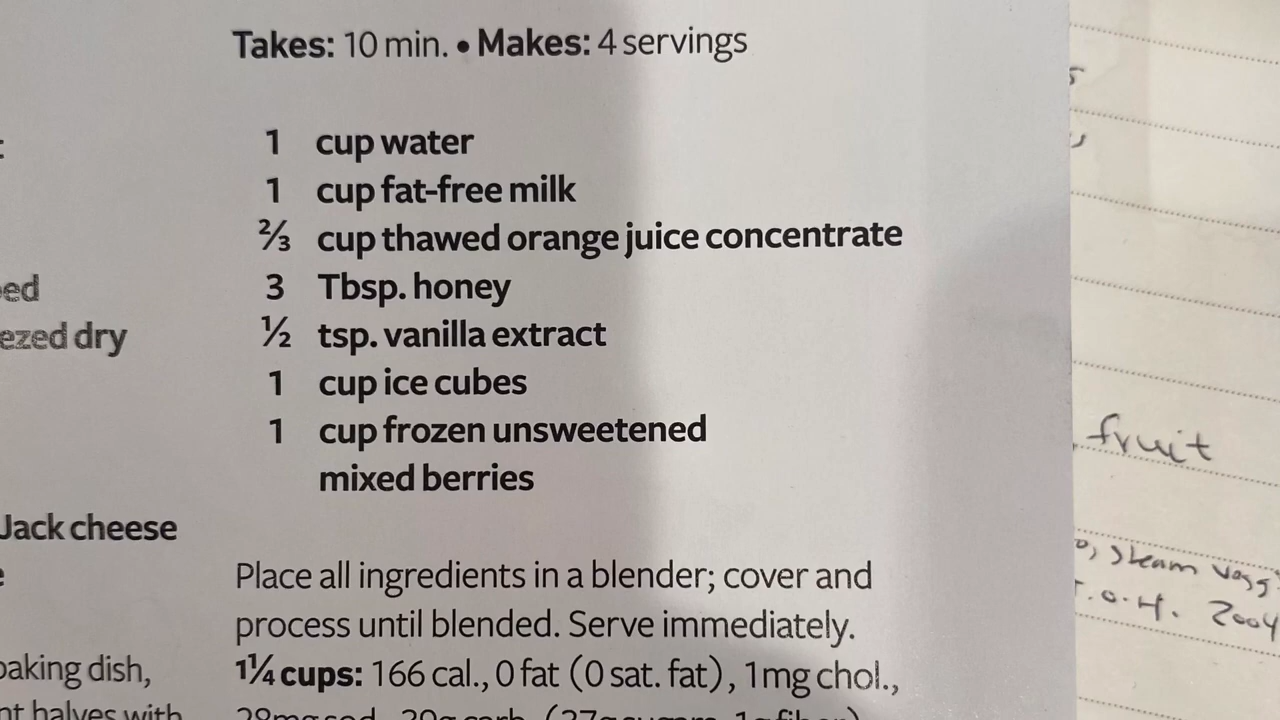 Takes: 10 min. • Makes: 4 servings
1 cup water
1 cup fat-free milk
⅔ cup thawed orange juice concentrate
3 Tbsp. honey
½ tsp. vanilla extract
1 cup ice cubes
1 cup frozen unsweetened
mixed berries
Place all ingredients in a blender; cover and
process until blended. Serve immediately.
1¼ cups: 166 cal., 0 fat (0 sat. fat), 1mg chol.,
ezed dry
Jack cheese
baking dish,
halves with
fruit
steam
T.O.H. 2004